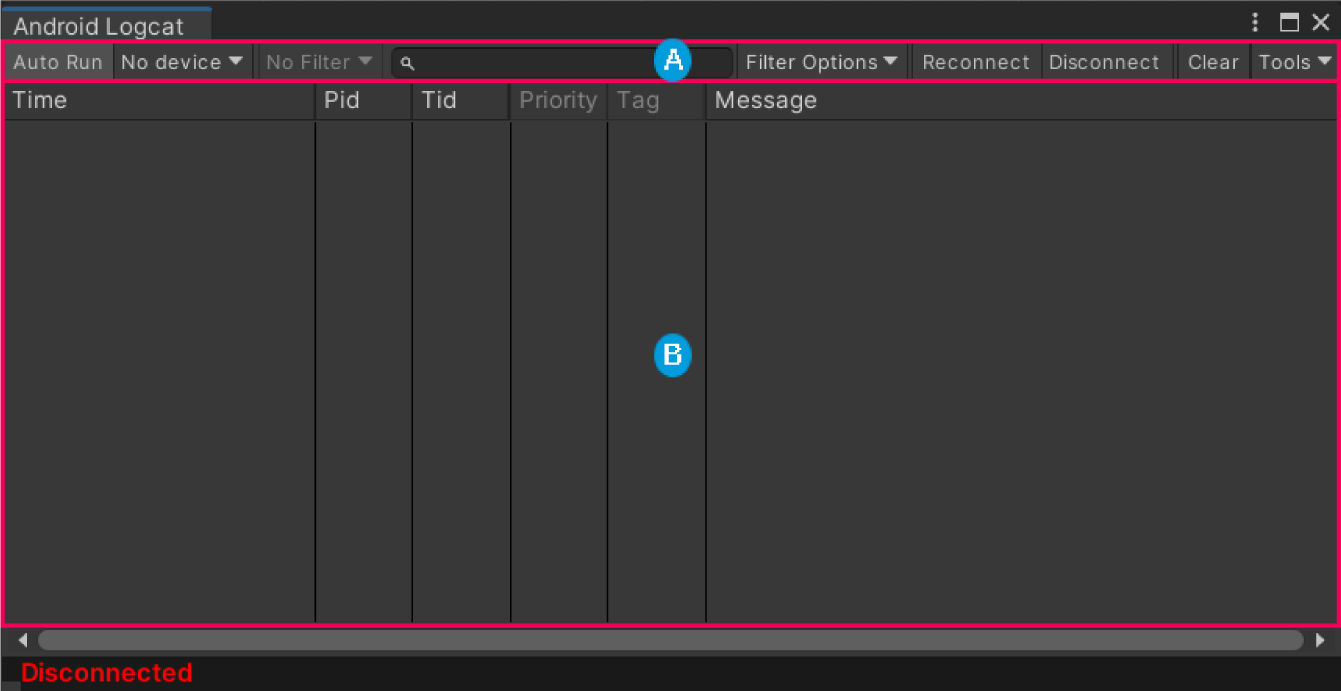 Android Logcat
Auto Run No device No Filter A Filter Options Reconnect Disconnect Clear Tools
Time Pid Tid Priority Tag Message
B
Disconnected